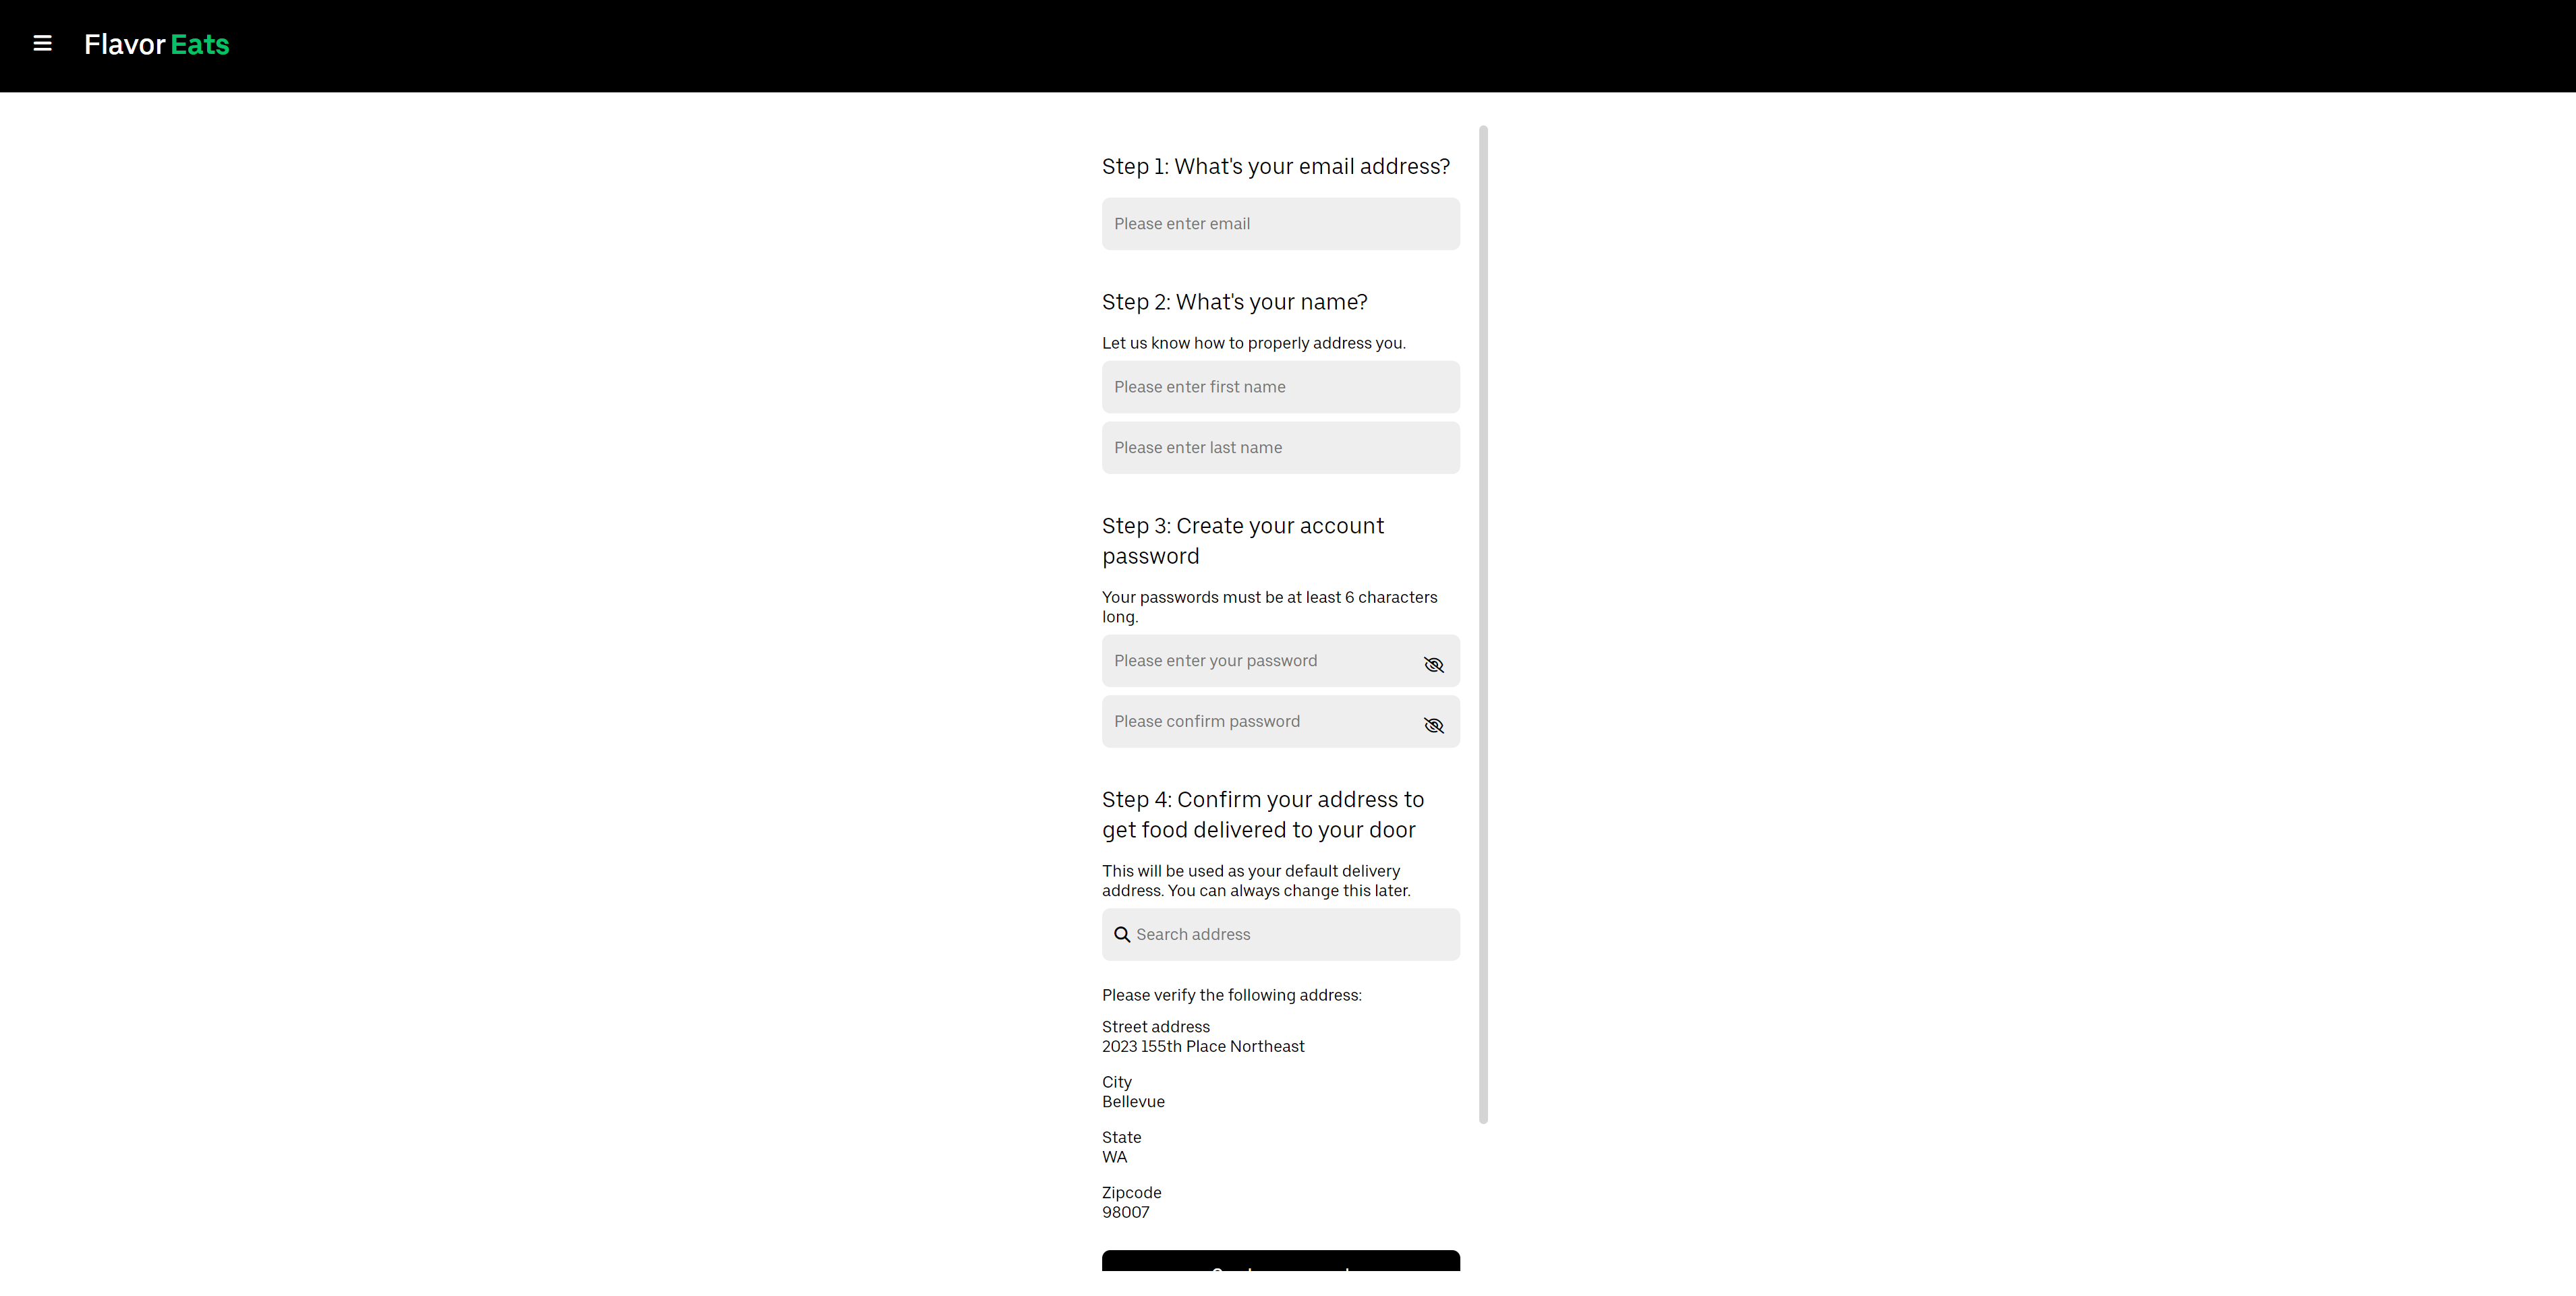 Flavor Eats
Step 1: What's your email address?
Please enter email
Step 2: What's your name?
Let us know how to properly address you.
Please enter first name
Please enter last name
Step 3: Create your account
password
Your passwords must be at least 6 characters
long.
Please enter your password
Please confirm password
Step 4: Confirm your address to
get food delivered to your door
This will be used as your default delivery
address. You can always change this later.
Search address
Please verify the following address:
Street address
2023 155th Place Northeast
City
Bellevue
State
WA
Zipcode
98007